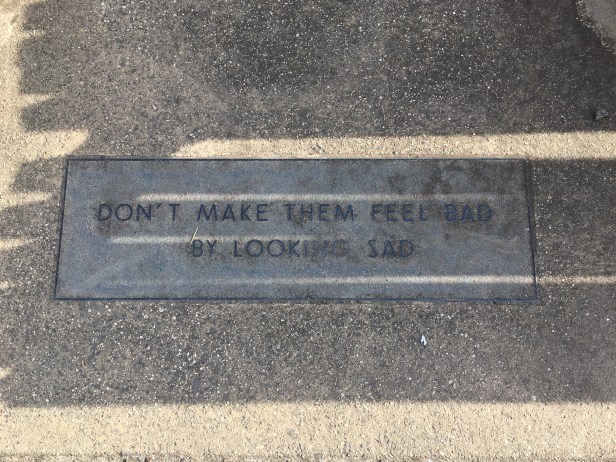 DON'T MAKE THEM FEEL BAD
BY LOOKING SAD